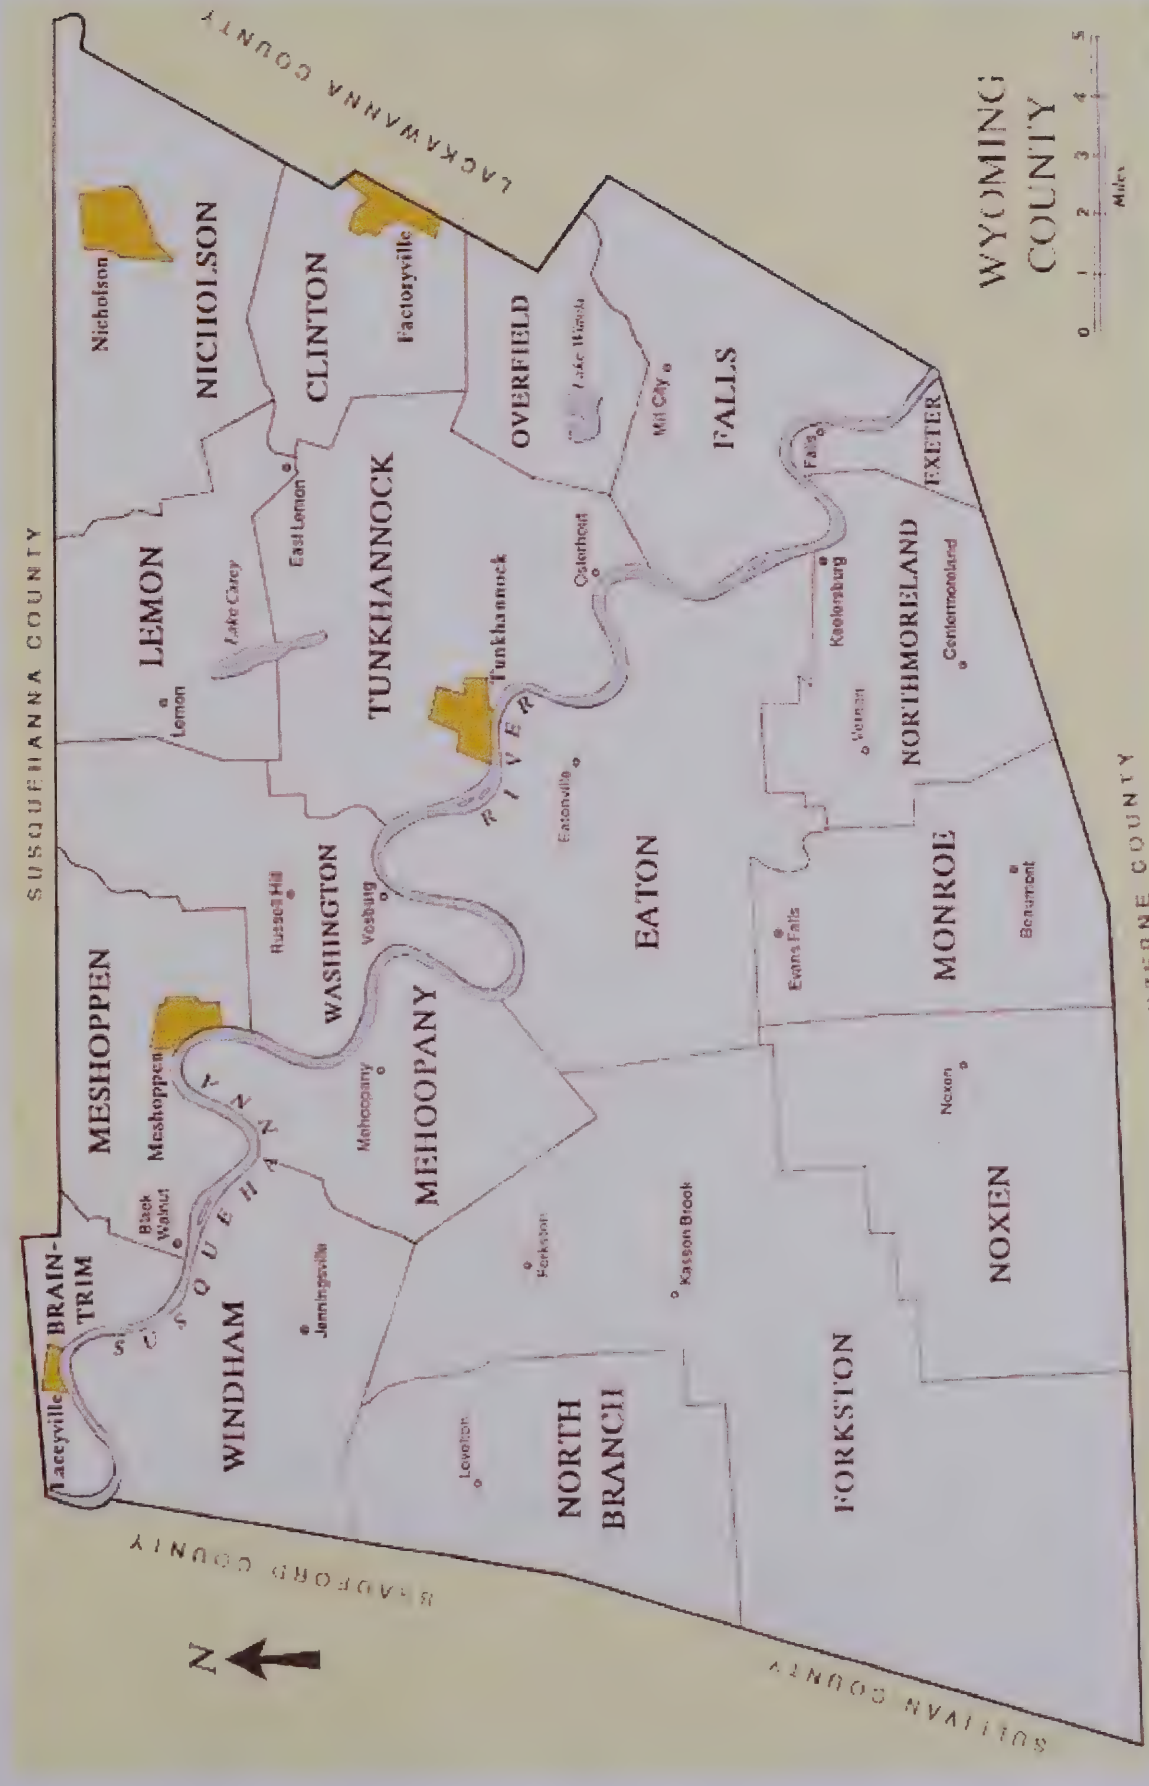 SUSQUEHANNA COUNTY
LACKAWANNA COUNTY
Laceyville
BRAIN-
TRIM
Black
Walnut
MESHOPPEN
Meshoppen
LEMON
Lemon
Lake Carey
Nicholson
NICHOLSON
CLINTON
Factoryville
East Lemon
WINDHAM
Jenningsville
SUSQUEHANNA
RIVER
Russell Hill
WASHINGTON
Vosburg
Mehoopany
MEHOOPANY
TUNKHANNOCK
Tunkhannock
OVERFIELD
Lake Winola
Osterhout
Mill City
FALLS
Falls
Eatonville
EATON
Lovelton
NORTH
BRANCH
Forkston
Kasson Brook
FORKSTON
Evans Falls
MONROE
Beaumont
Vernon
NORTHMORELAND
Keelersburg
Centermoreland
EXETER
Noxen
NOXEN
BRADFORD COUNTY
SULLIVAN COUNTY
COUNTY
N
WYOMING
COUNTY
0 1 2 3 4 5
Miles